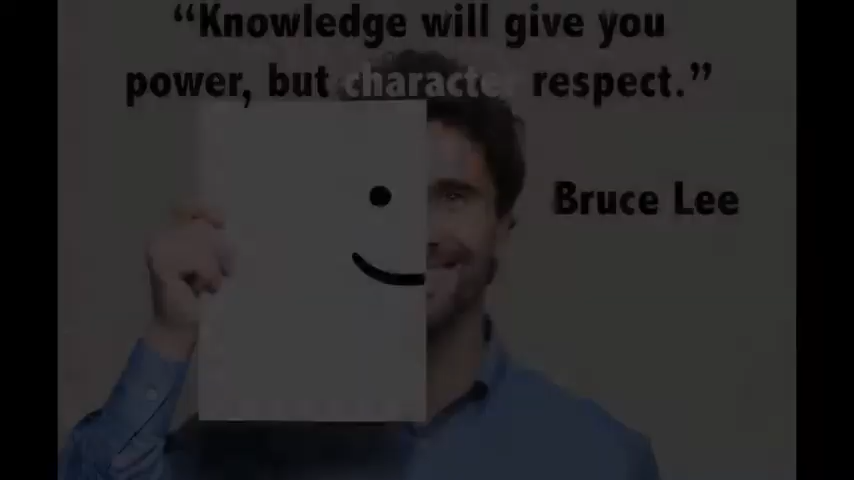 “Knowledge will give you
power, but character respect.”
Bruce Lee